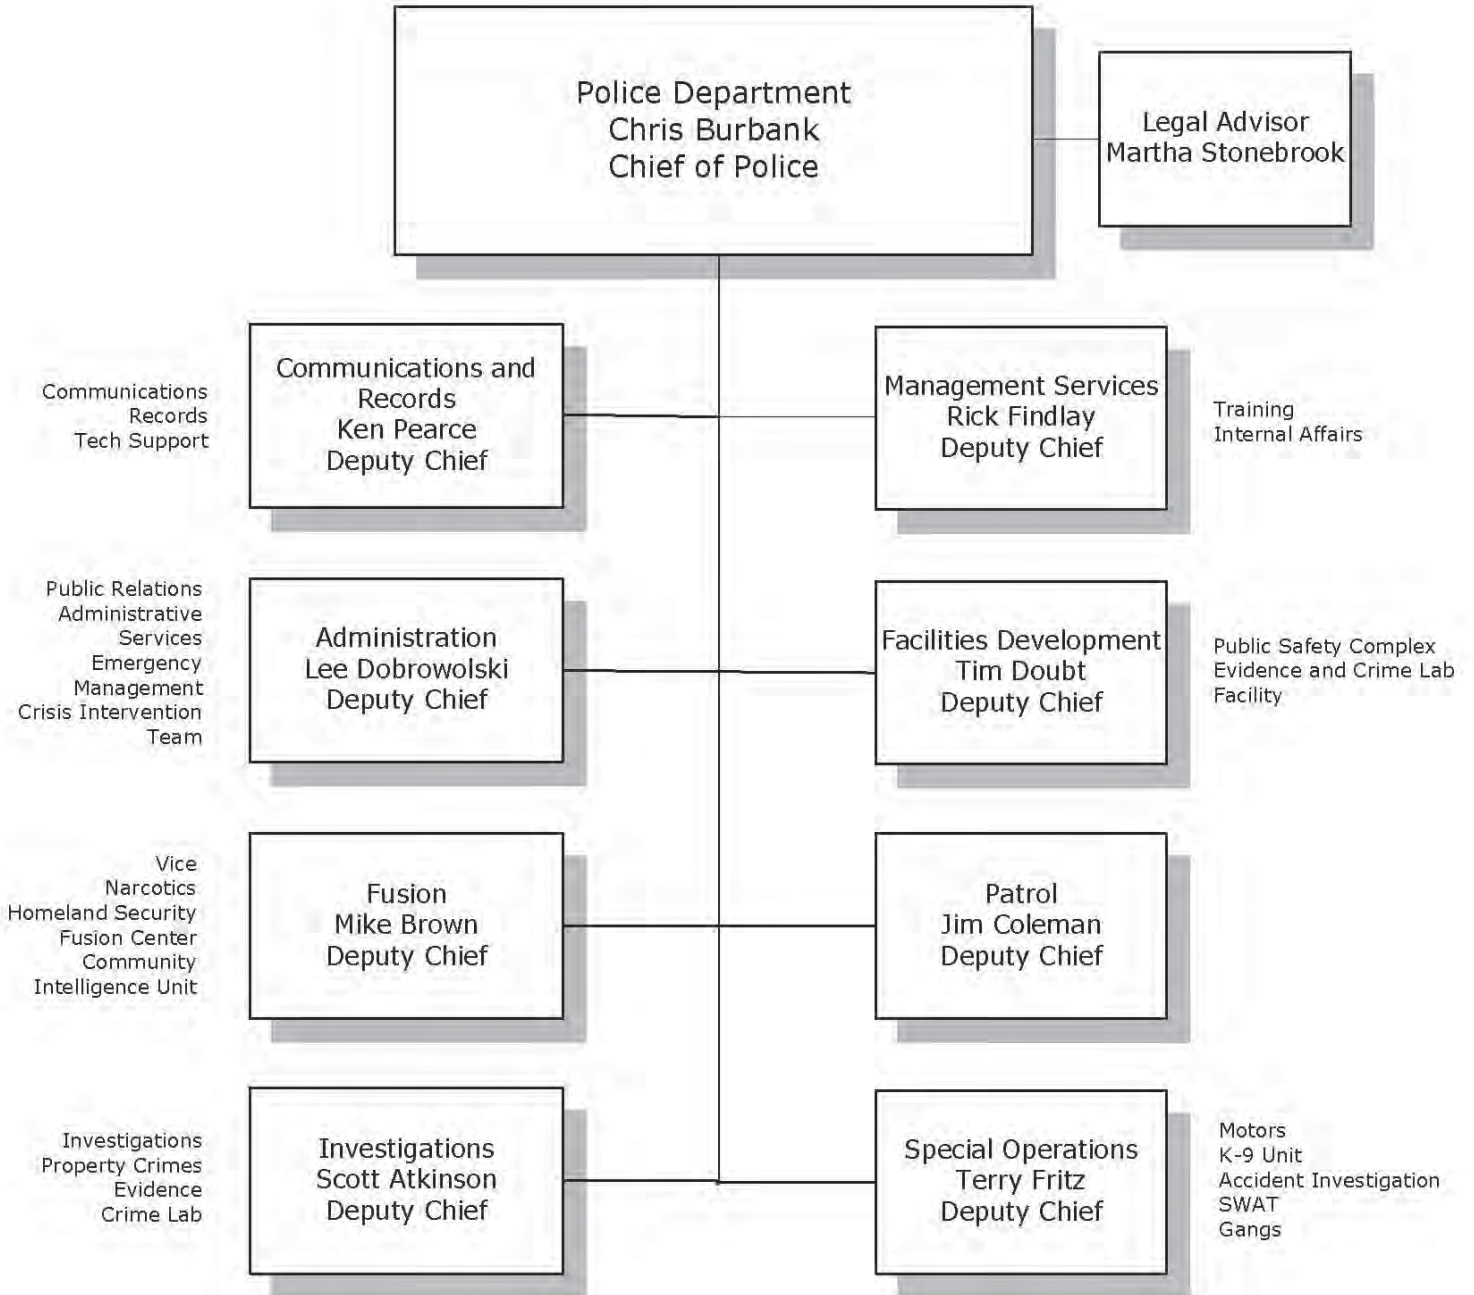 Police Department
Chris Burbank
Chief of Police
Legal Advisor
Martha Stonebrook
Communications
Records
Tech Support
Communications and
Records
Ken Pearce
Deputy Chief
Management Services
Rick Findlay
Deputy Chief
Training
Internal Affairs
Public Relations
Administrative
Services
Emergency
Management
Crisis Intervention
Team
Administration
Lee Dobrowolski
Deputy Chief
Facilities Development
Tim Doubt
Deputy Chief
Public Safety Complex
Evidence and Crime Lab
Facility
Vice
Narcotics
Homeland Security
Fusion Center
Community
Intelligence Unit
Fusion
Mike Brown
Deputy Chief
Patrol
Jim Coleman
Deputy Chief
Investigations
Property Crimes
Evidence
Crime Lab
Investigations
Scott Atkinson
Deputy Chief
Special Operations
Terry Fritz
Deputy Chief
Motors
K-9 Unit
Accident Investigation
SWAT
Gangs